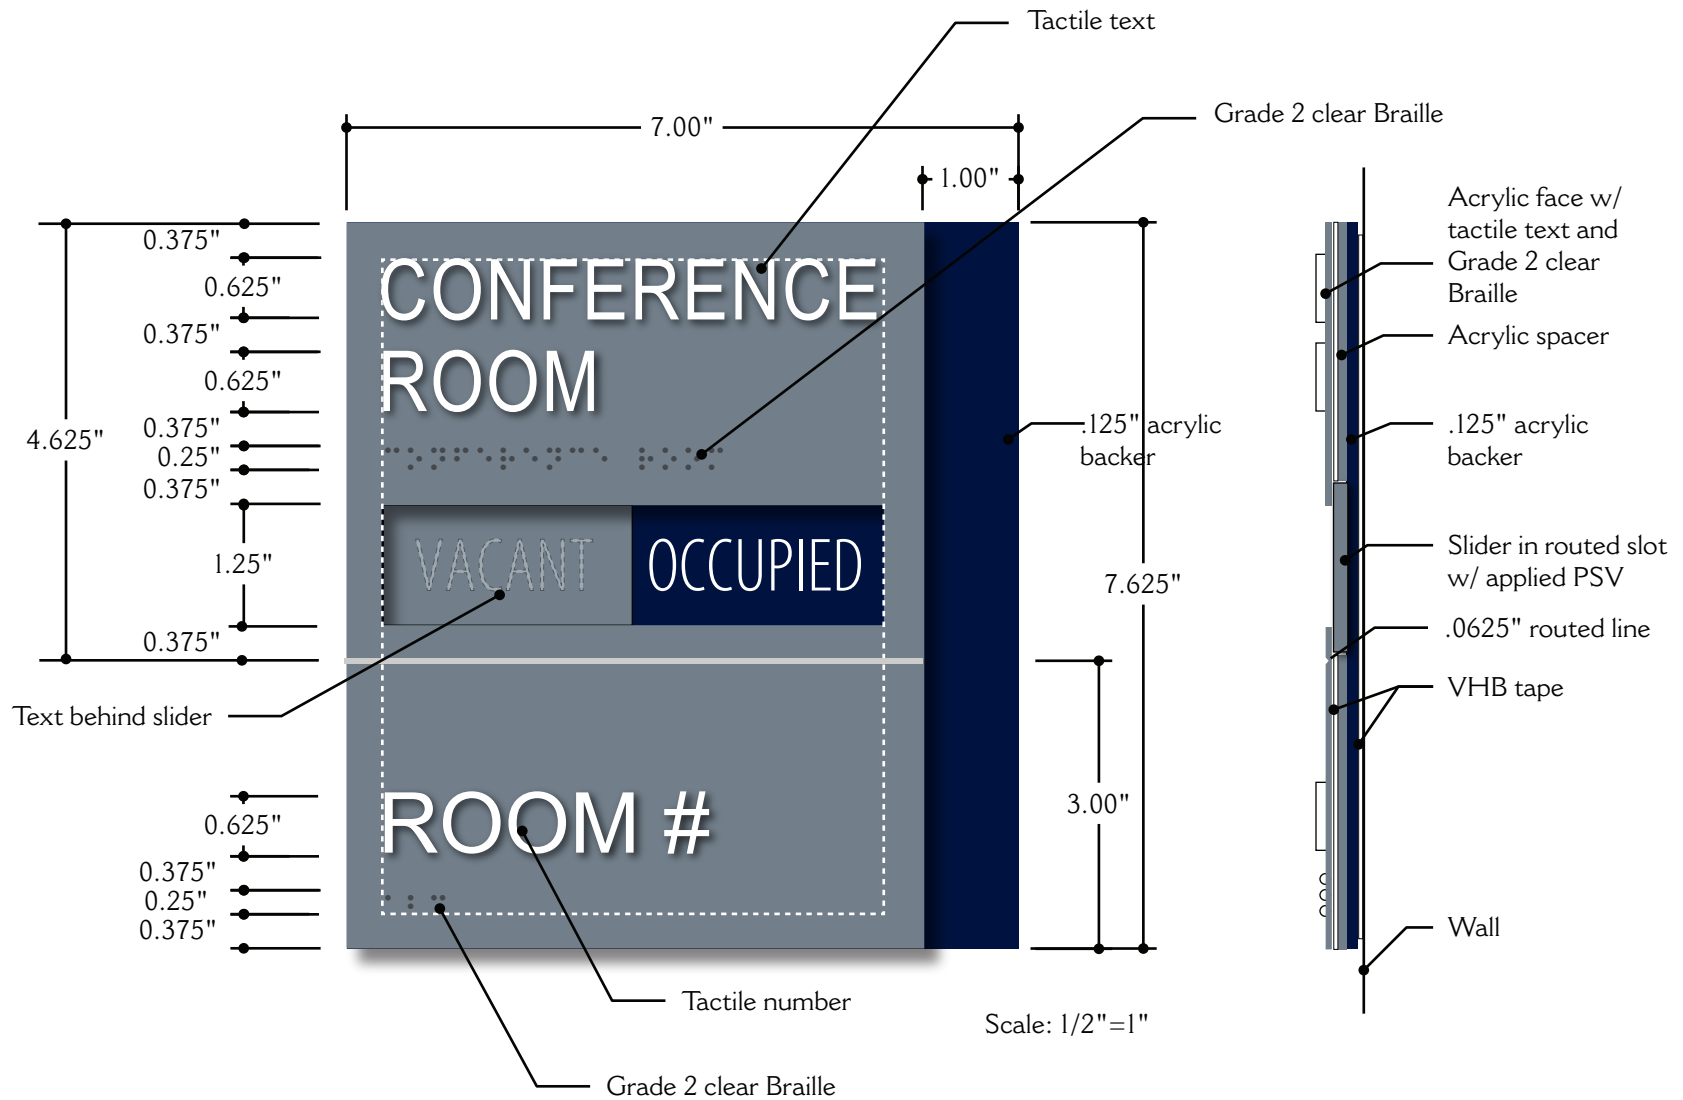 Tactile text
Grade 2 clear Braille
7.00"
1.00"
0.375"
0.625"
0.375"
0.625"
0.375"
0.25"
0.375"
1.25"
0.375"
4.625"
CONFERENCE
ROOM
VACANT
OCCUPIED
Text behind slider
ROOM #
0.625"
0.375"
0.25"
0.375"
.125" acrylic
backer
7.625"
3.00"
Tactile number
Grade 2 clear Braille
Scale: 1/2"=1"
Acrylic face w/
tactile text and
Grade 2 clear
Braille
Acrylic spacer
.125" acrylic
backer
Slider in routed slot
w/ applied PSV
.0625" routed line
VHB tape
Wall